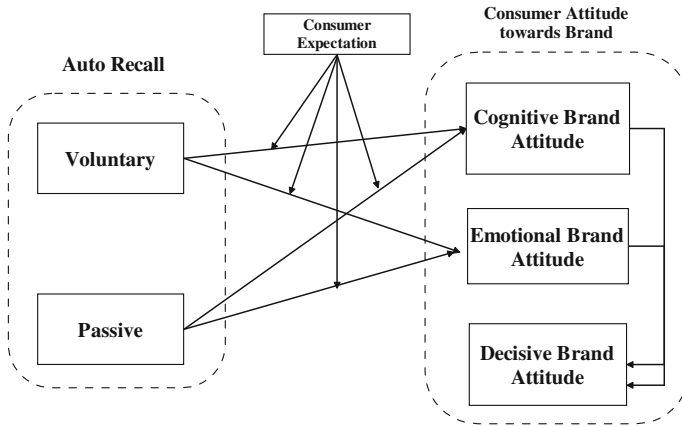 Consumer
Expectation
Consumer Attitude
towards Brand
Auto Recall
Voluntary
Passive
Cognitive Brand
Attitude
Emotional Brand
Attitude
Decisive Brand
Attitude